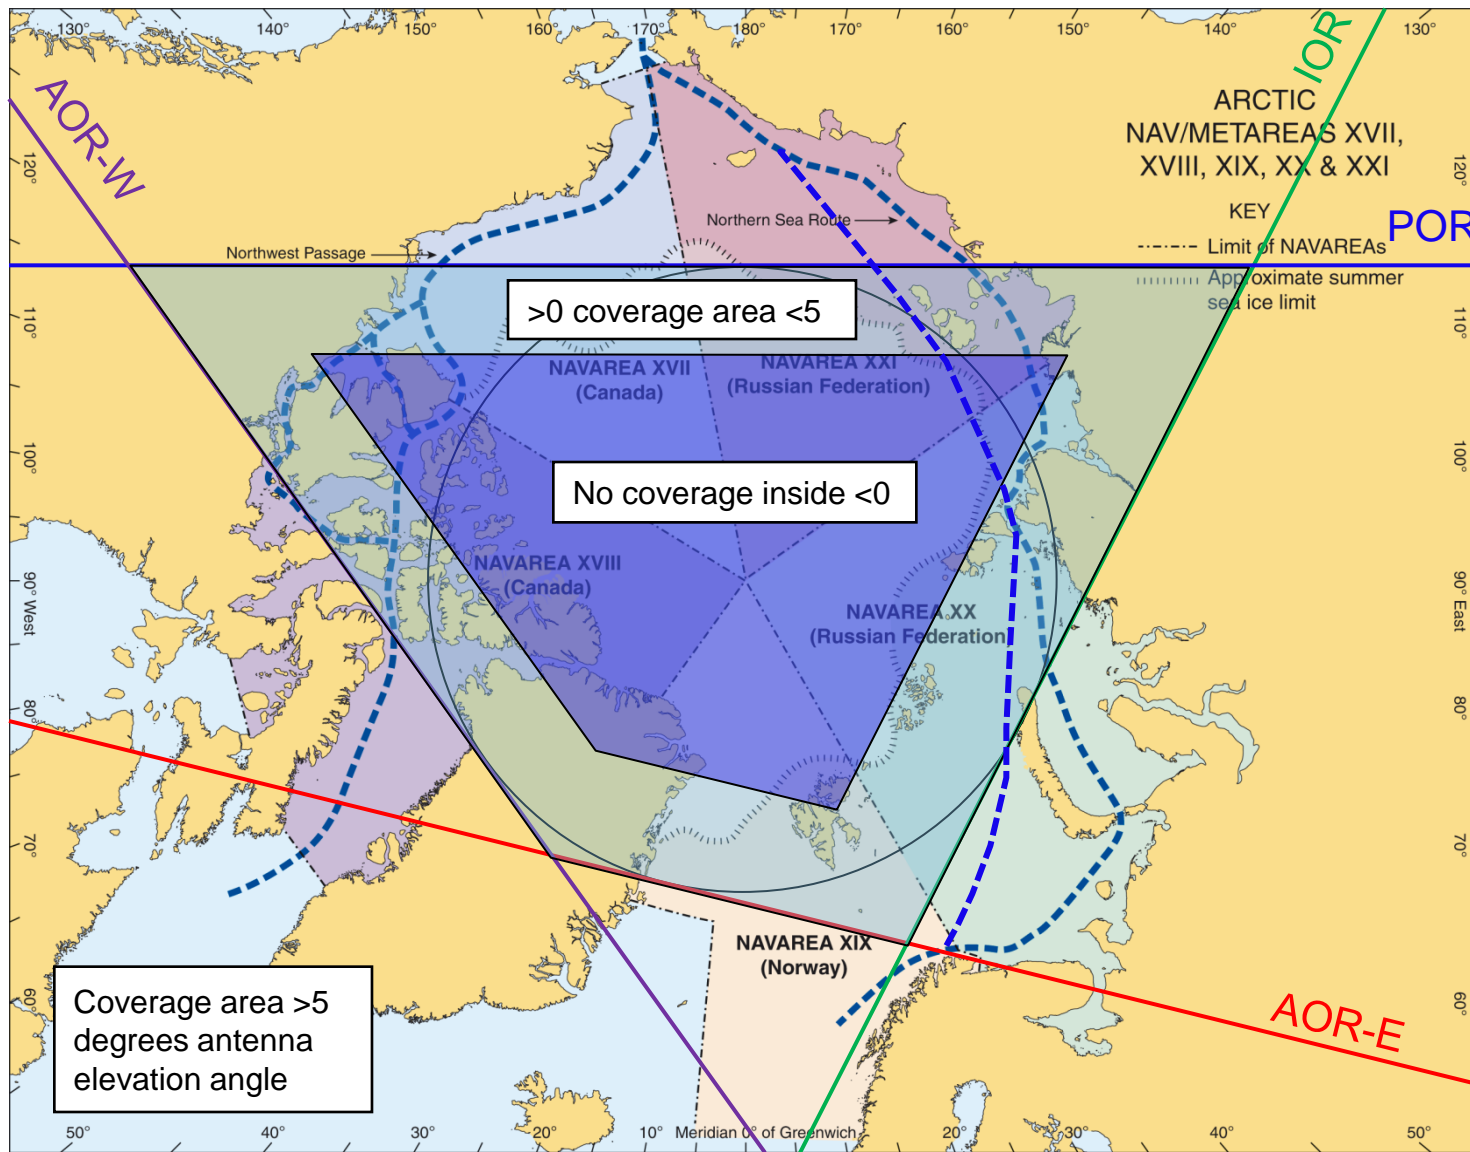 130°
140°
150°
160°
170°
180°
170°
160°
150°
140°
130°
IOR
AOR-W
ARCTIC
NAV/METAREAS XVII,
XVIII, XIX, XX & XXI
120°
120°
KEY
POR
Northern Sea Route
Limit of NAVAREAs
Northwest Passage
Approximate summer
sea ice limit
>0 coverage area <5
110°
110°
NAVAREA XVII
(Canada)
NAVAREA XXI
(Russian Federation)
100°
100°
No coverage inside <0
NAVAREA XVIII
(Canada)
90° West
90° East
NAVAREA XX
(Russian Federation
80°
80°
70°
70°
NAVAREA XIX
(Norway)
60°
60°
Coverage area >5
degrees antenna
elevation angle
AOR-E
50°
40°
30°
20°
10°
Meridian 0° of Greenwich
20°
30°
40°
50°